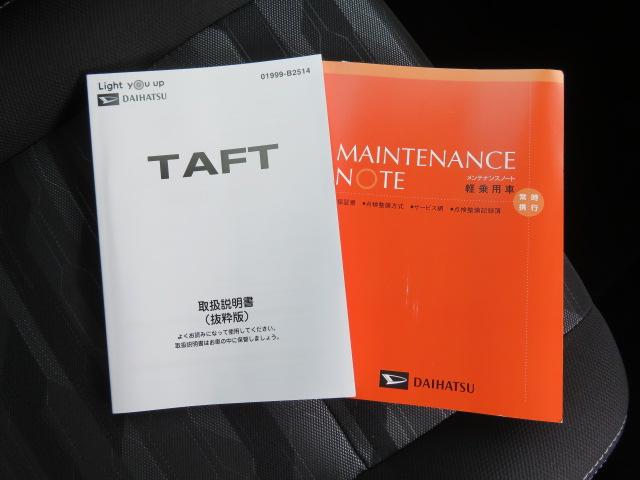 Light you up
DAIHATSU
01999-B2514
TAFT
取扱説明書
（抜粋版）
よくお読みになって使用してください。
取扱説明書はお車の中に保管しましょう。
MAINTENANCE
NOTE
メンテナンスノート
軽乗用車
常時
携行
保証書 ●点検整備方式 ●サービス網 ●点検整備記録簿
DAIHATSU